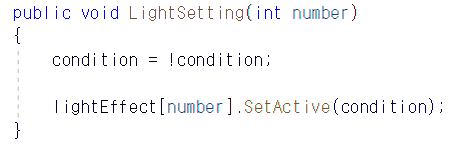 public void LightSetting(int number)
{
condition = !condition;
lightEffect[number].SetActive(condition);
}